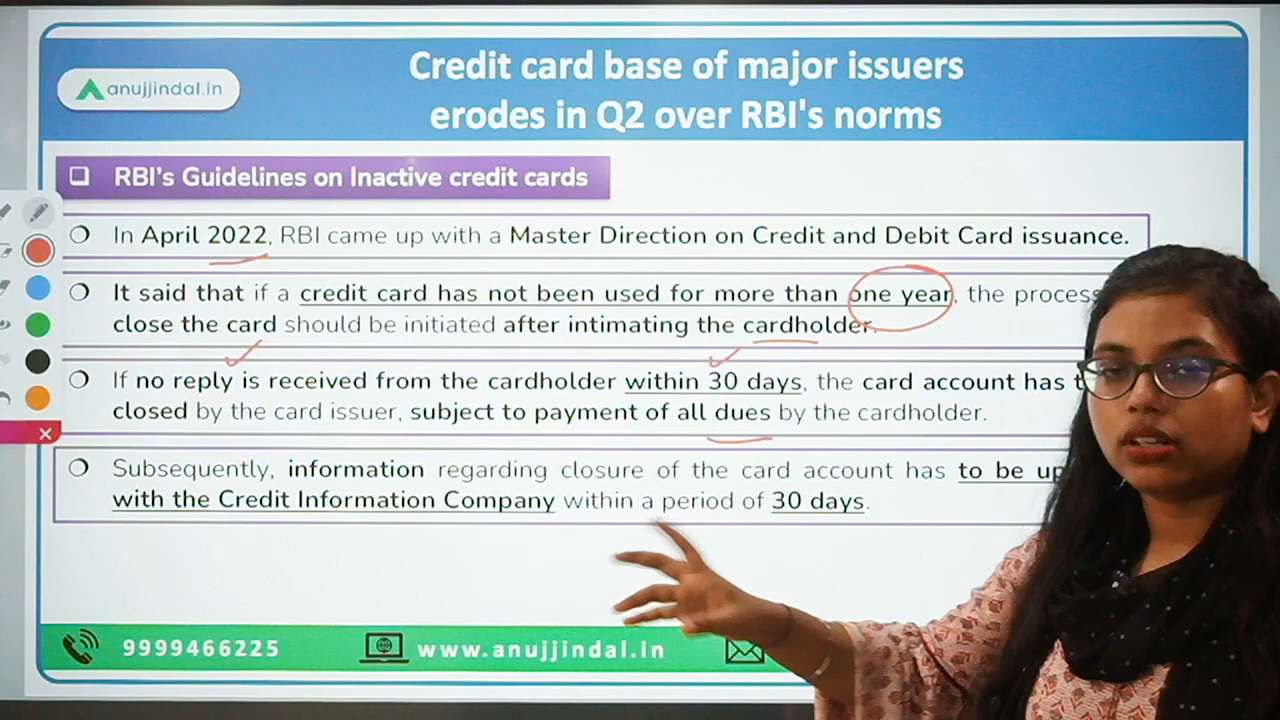 Credit card base of major issuers
anujjindal.in
erodes in Q2 over RBI's norms
RBI's Guidelines on Inactive credit cards
In April 2022, RBI came up with a Master Direction on Credit and Debit Card issuance.
It said that if a credit card has not been used for more than one year, the process
close the card should be initiated after intimating the cardholder.
If no reply is received from the cardholder within 30 days, the card account has
closed by the card issuer, subject to payment of all dues by the cardholder.
Subsequently, information regarding closure of the card account has to be
with the Credit Information Company within a period of 30 days.
9999466225 www.anujjindal.in